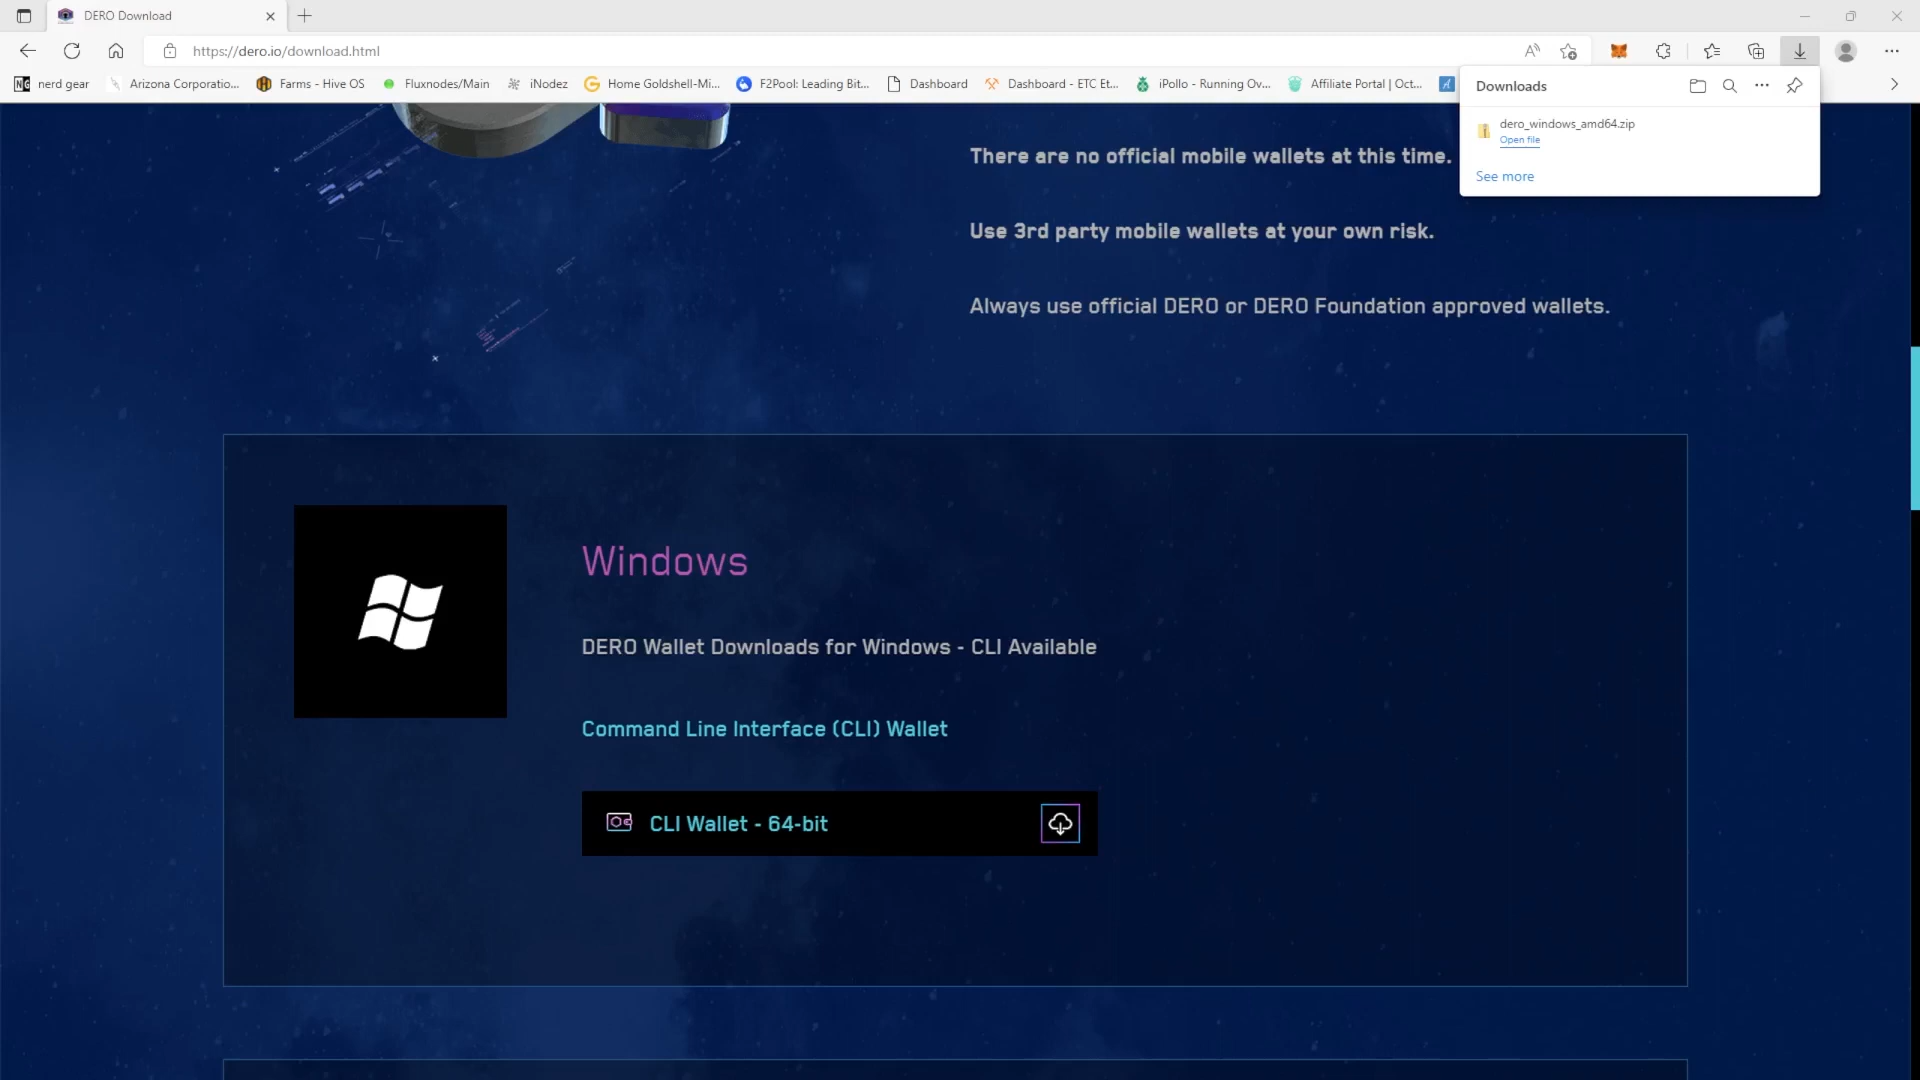 DERO Download
https://dero.io/download.html
nerd gear
Arizona Corporatio...
Farms - Hive OS
Fluxnodes/Main
iNodez
Home Goldshell-Mi...
F2Pool: Leading Bit...
Dashboard
Dashboard - ETC Et...
iPollo - Running Ov...
Affiliate Portal | Oct...
Downloads
dero_windows_amd64.zip
Open file
See more
There are no official mobile wallets at this time.
Use 3rd party mobile wallets at your own risk.
Always use official DERO or DERO Foundation approved wallets.
Windows
DERO Wallet Downloads for Windows - CLI Available
Command Line Interface (CLI) Wallet
CLI Wallet - 64-bit